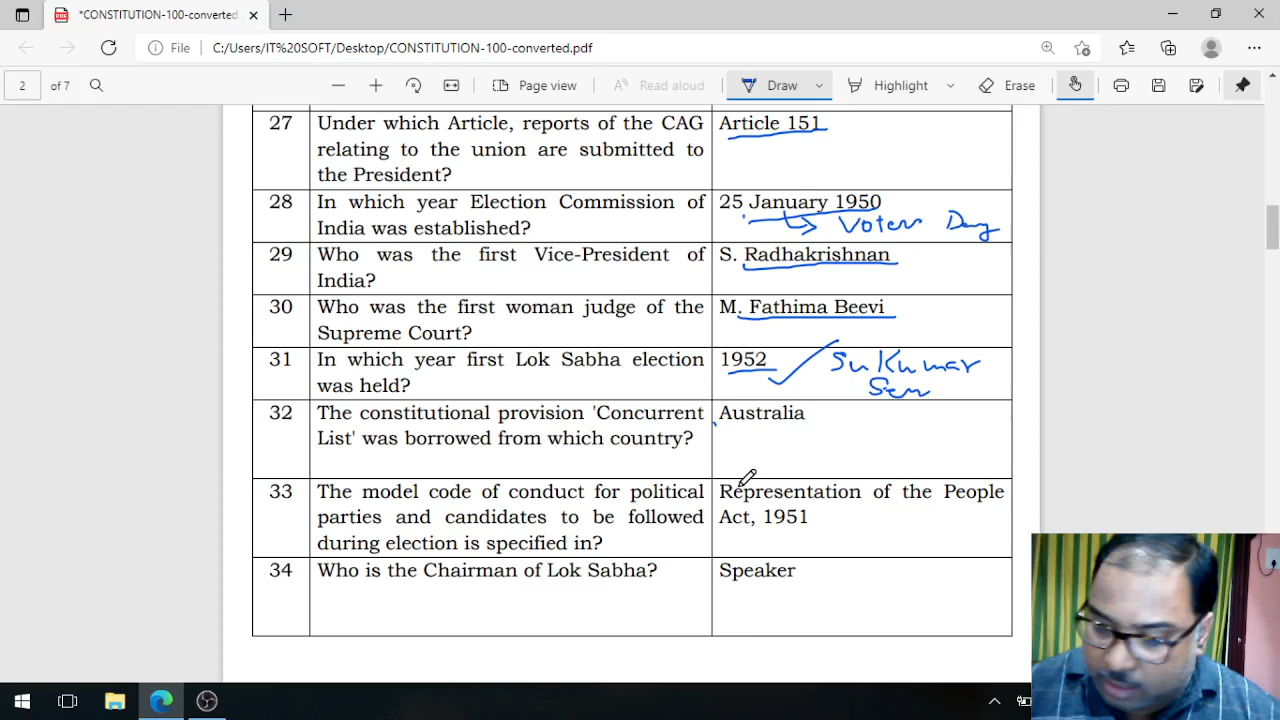 *CONSTITUTION-100-converted
File C:/Users/IT%20SOFT/Desktop/CONSTITUTION-100-converted.pdf
2 of 7 Page view Read aloud Draw Highlight Erase
27 Under which Article, reports of the CAG Article 151
relating to the union are submitted to
the President?
28 In which year Election Commission of 25 January 1950
India was established? Voters Day
29 Who was the first Vice-President of S. Radhakrishnan
India?
30 Who was the first woman judge of the M. Fathima Beevi
Supreme Court?
31 In which year first Lok Sabha election 1952 Su Kumar
was held? Sen
32 The constitutional provision 'Concurrent Australia
List' was borrowed from which country?
33 The model code of conduct for political Representation of the People
parties and candidates to be followed Act, 1951
during election is specified in?
34 Who is the Chairman of Lok Sabha? Speaker